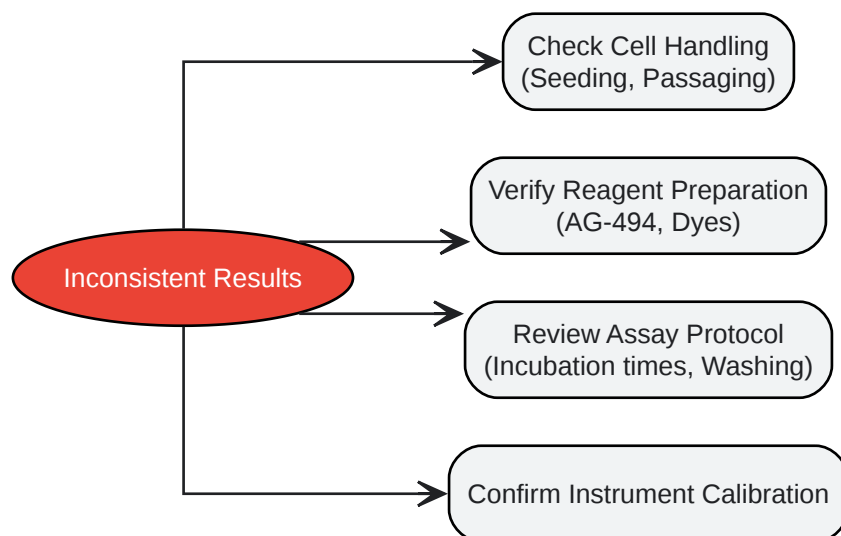 Check Cell Handling
(Seeding, Passaging)
Verify Reagent Preparation
(AG-494, Dyes)
Inconsistent Results
Review Assay Protocol
(Incubation times, Washing)
Confirm Instrument Calibration